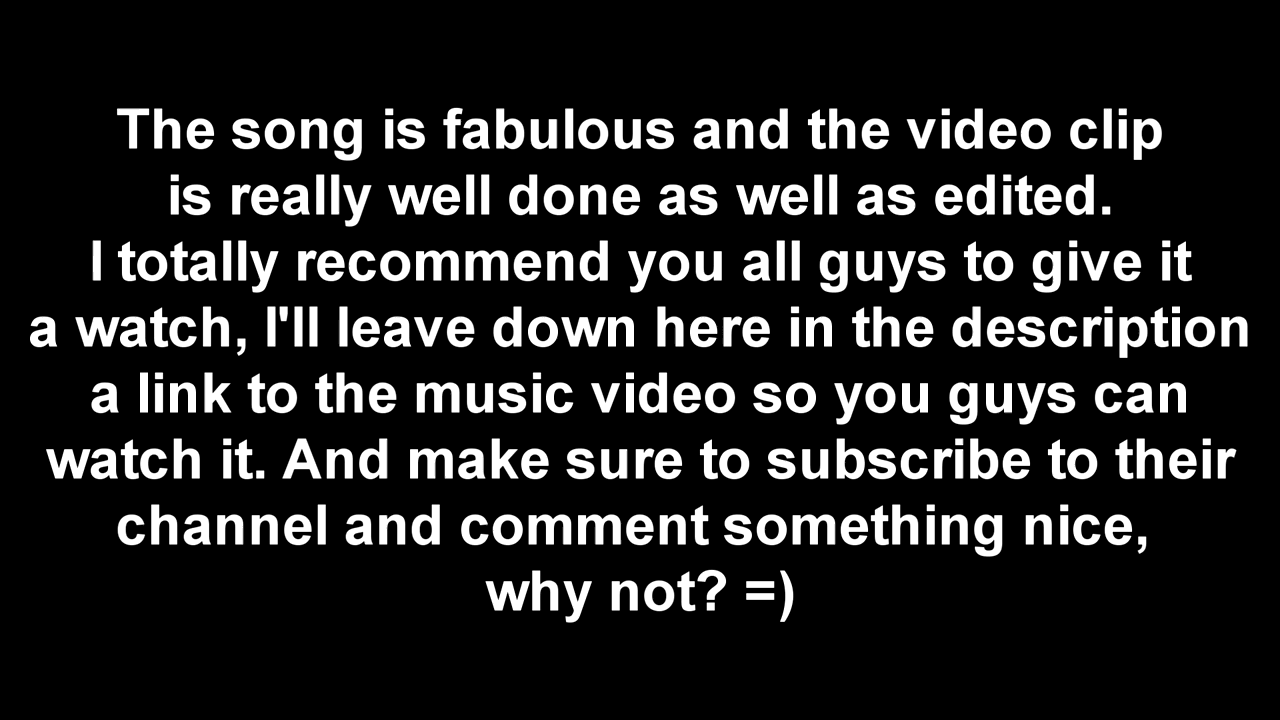 The song is fabulous and the video clip
is really well done as well as edited.
I totally recommend you all guys to give it
a watch, I'll leave down here in the description
a link to the music video so you guys can
watch it. And make sure to subscribe to their
channel and comment something nice,
why not? =)